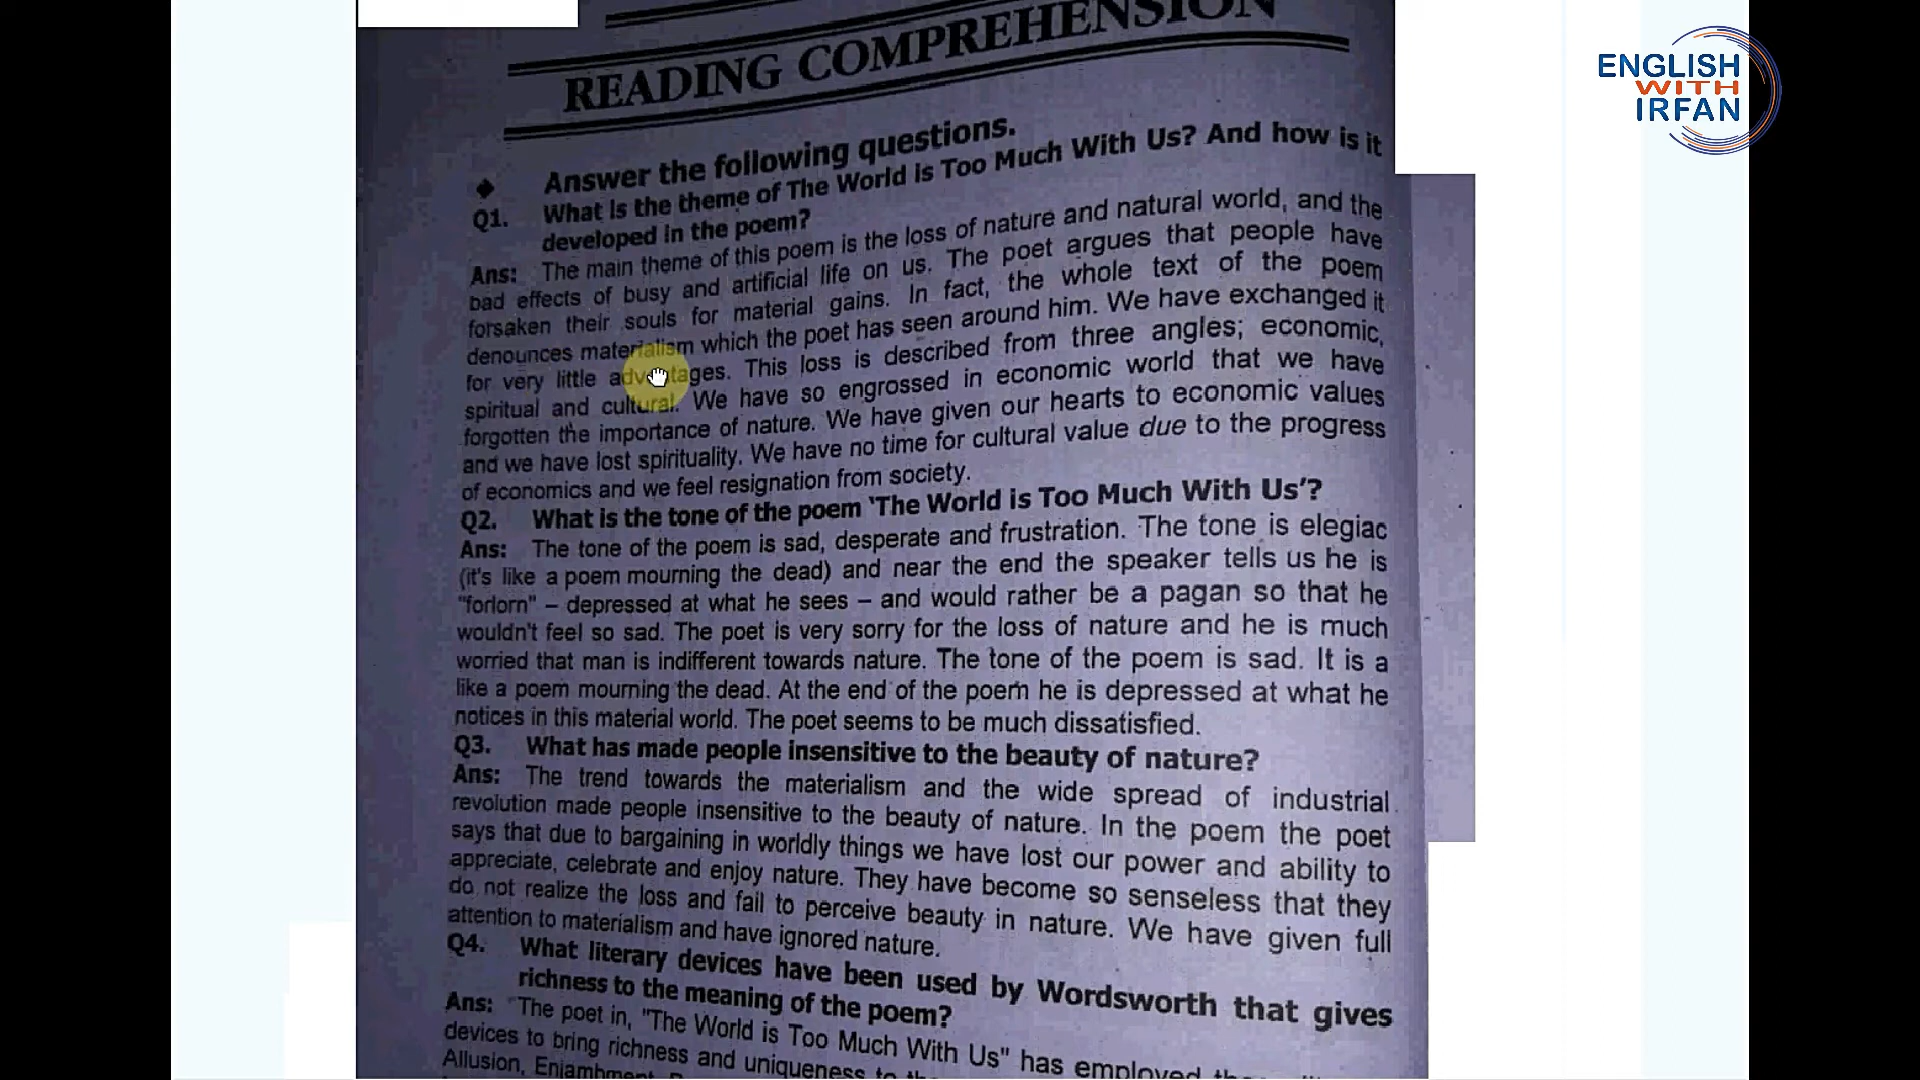 READING COMPREHENSION
ENGLISH
WITH
IRFAN
Answer the following questions.
Q1. What is the theme of The World is Too Much With Us? And how is it
developed in the poem?
Ans: The main theme of this poem is the loss of nature and natural world, and the
bad effects of busy and artificial life on us. The poet argues that people have
forsaken their souls for material gains. In fact, the whole text of the poem
denounces materialism which the poet has seen around him. We have exchanged it
for very little advantages. This loss is described from three angles; economic,
spiritual and cultural. We have so engrossed in economic world that we have
forgotten the importance of nature. We have given our hearts to economic values
and we have lost spirituality. We have no time for cultural value due to the progress
of economics and we feel resignation from society.
Q2. What is the tone of the poem 'The World is Too Much With Us'?
Ans: The tone of the poem is sad, desperate and frustration. The tone is elegiac
(it's like a poem mourning the dead) and near the end the speaker tells us he is
"forlorn" – depressed at what he sees – and would rather be a pagan so that he
wouldn't feel so sad. The poet is very sorry for the loss of nature and he is much
worried that man is indifferent towards nature. The tone of the poem is sad. It is a
like a poem mourning the dead. At the end of the poem he is depressed at what he
notices in this material world. The poet seems to be much dissatisfied.
Q3. What has made people insensitive to the beauty of nature?
Ans: The trend towards the materialism and the wide spread of industrial
revolution made people insensitive to the beauty of nature. In the poem the poet
says that due to bargaining in worldly things we have lost our power and ability to
appreciate, celebrate and enjoy nature. They have become so senseless that they
do not realize the loss and fail to perceive beauty in nature. We have given full
attention to materialism and have ignored nature.
Q4. What literary devices have been used by Wordsworth that gives
richness to the meaning of the poem?
Ans: The poet in, "The World is Too Much With Us" has employed
devices to bring richness and uniqueness to
Allusion, Enjambment,